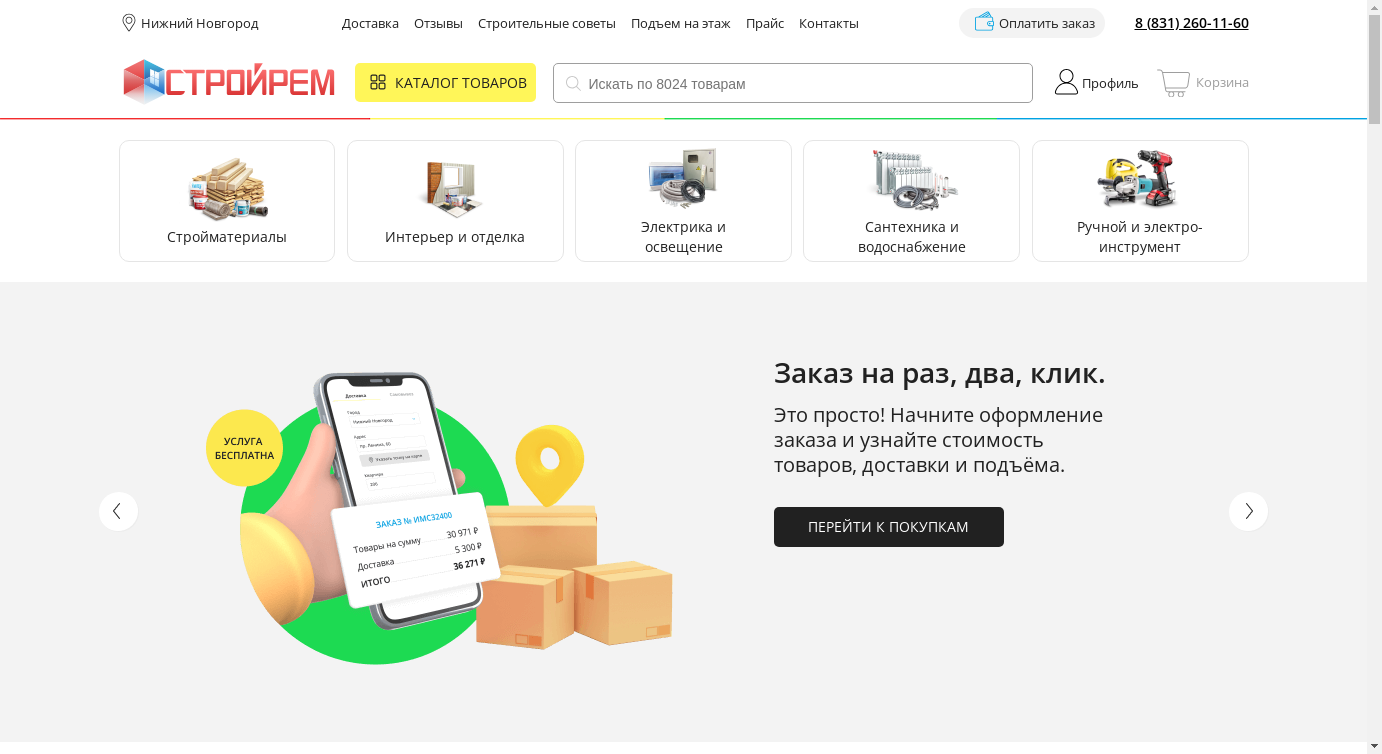 Нижний Новгород
Доставка Отзывы Строительные советы Подъем на этаж Прайс Контакты
Оплатить заказ
8 (831) 260-11-60
СТРОЙРЕМ
КАТАЛОГ ТОВАРОВ
Искать по 8024 товарам
Профиль
Корзина
Стройматериалы
Интерьер и отделка
Электрика и
освещение
Сантехника и
водоснабжение
Ручной и электро-
инструмент
УСЛУГА
БЕСПЛАТНА
Доставка Самовывоз
Город
Нижний Новгород
Адрес
пр. Ленина, 60
Указать точку на карте
Квартира
200
ЗАКАЗ № ИМС32400
Товары на сумму 30 971 ₽
Доставка 5 300 ₽
ИТОГО 36 271 ₽
Заказ на раз, два, клик.
Это просто! Начните оформление
заказа и узнайте стоимость
товаров, доставки и подъёма.
ПЕРЕЙТИ К ПОКУПКАМ